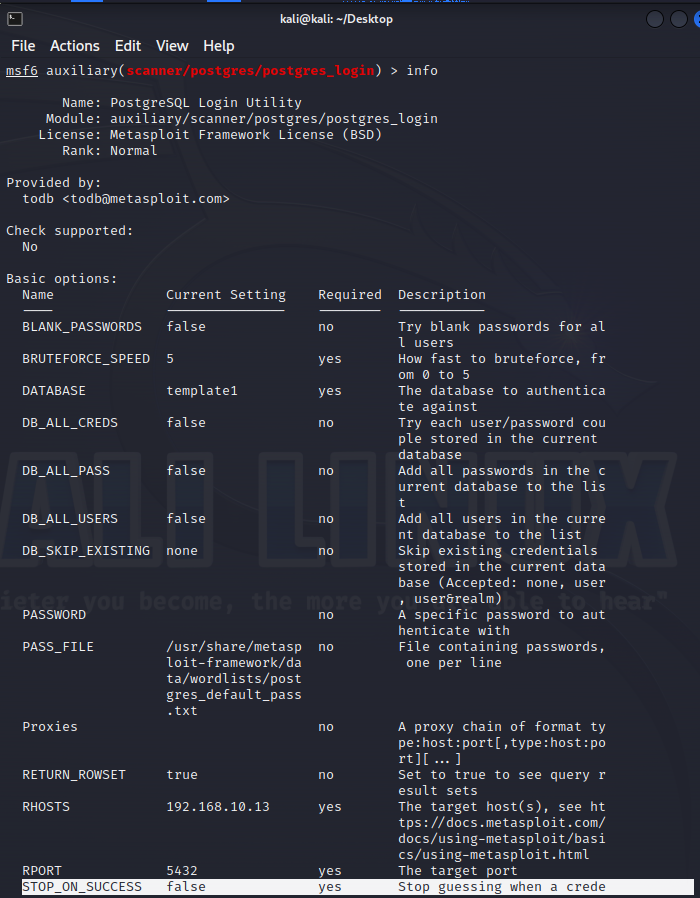 kali@kali: ~/Desktop
File Actions Edit View Help
msf6 auxiliary(scanner/postgres/postgres_login) > info
Name: PostgreSQL Login Utility
Module: auxiliary/scanner/postgres/postgres_login
License: Metasploit Framework License (BSD)
Rank: Normal
Provided by:
todb <todb@metasploit.com>
Check supported:
No
Basic options:
Name Current Setting Required Description
BLANK_PASSWORDS false no Try blank passwords for al
l users
BRUTEFORCE_SPEED 5 yes How fast to bruteforce, fr
om 0 to 5
DATABASE template1 yes The database to authentica
te against
DB_ALL_CREDS false no Try each user/password cou
ple stored in the current
database
DB_ALL_PASS false no Add all passwords in the c
urrent database to the lis
t
DB_ALL_USERS false no Add all users in the curre
nt database to the list
DB_SKIP_EXISTING none no Skip existing credentials
stored in the current data
base (Accepted: none, user
, user&realm)
PASSWORD no A specific password to aut
henticate with
PASS_FILE /usr/share/metasp no File containing passwords,
loit-framework/da one per line
ta/wordlists/post
gres_default_pass
.txt
Proxies no A proxy chain of format ty
pe:host:port[,type:host:po
rt][...]
RETURN_ROWSET true no Set to true to see query r
esult sets
RHOSTS 192.168.10.13 yes The target host(s), see ht
tps://docs.metasploit.com/
docs/using-metasploit/basi
cs/using-metasploit.html
RPORT 5432 yes The target port
STOP_ON_SUCCESS false yes Stop guessing when a crede